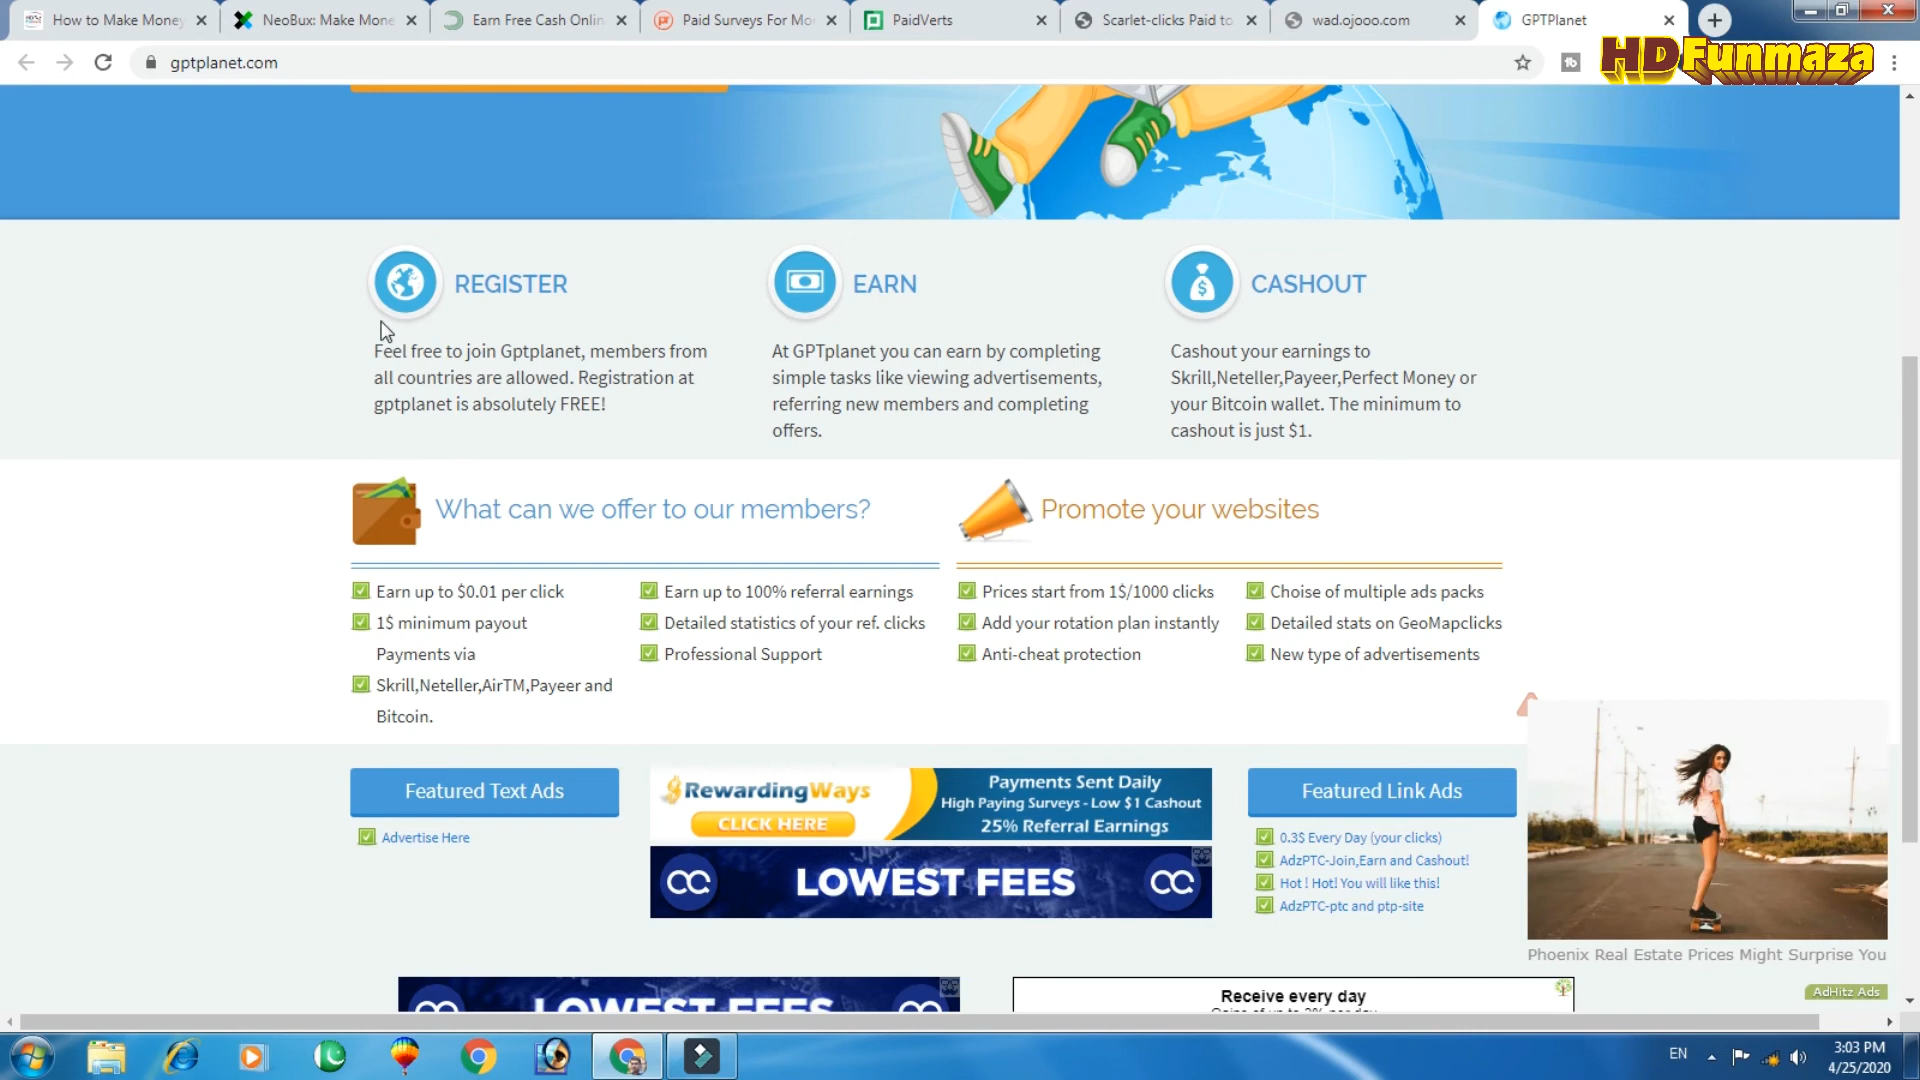 How to Make Money
NeoBux: Make Mone
Earn Free Cash Onlin
Paid Surveys For Mo
PaidVerts
Scarlet-clicks Paid to
wad.ojooo.com
GPTPlanet
gptplanet.com
HD Funmaza
REGISTER
Feel free to join Gptplanet, members from
all countries are allowed. Registration at
gptplanet is absolutely FREE!
EARN
At GPTplanet you can earn by completing
simple tasks like viewing advertisements,
referring new members and completing
offers.
CASHOUT
Cashout your earnings to
Skrill,Neteller,Payeer,Perfect Money or
your Bitcoin wallet. The minimum to
cashout is just $1.
What can we offer to our members?
Earn up to $0.01 per click
1$ minimum payout
Payments via
Skrill,Neteller,AirTM,Payeer and
Bitcoin.
Earn up to 100% referral earnings
Detailed statistics of your ref. clicks
Professional Support
Promote your websites
Prices start from 1$/1000 clicks
Add your rotation plan instantly
Anti-cheat protection
Choise of multiple ads packs
Detailed stats on GeoMapclicks
New type of advertisements
Featured Text Ads
Advertise Here
RewardingWays
CLICK HERE
Payments Sent Daily
High Paying Surveys - Low $1 Cashout
25% Referral Earnings
LOWEST FEES
Featured Link Ads
0.3$ Every Day (your clicks)
AdzPTC-Join,Earn and Cashout!
Hot ! Hot! You will like this!
AdzPTC-ptc and ptp-site
Phoenix Real Estate Prices Might Surprise You
AdHitz Ads
LOWEST FEES
Receive every day
EN
3:03 PM
4/25/2020